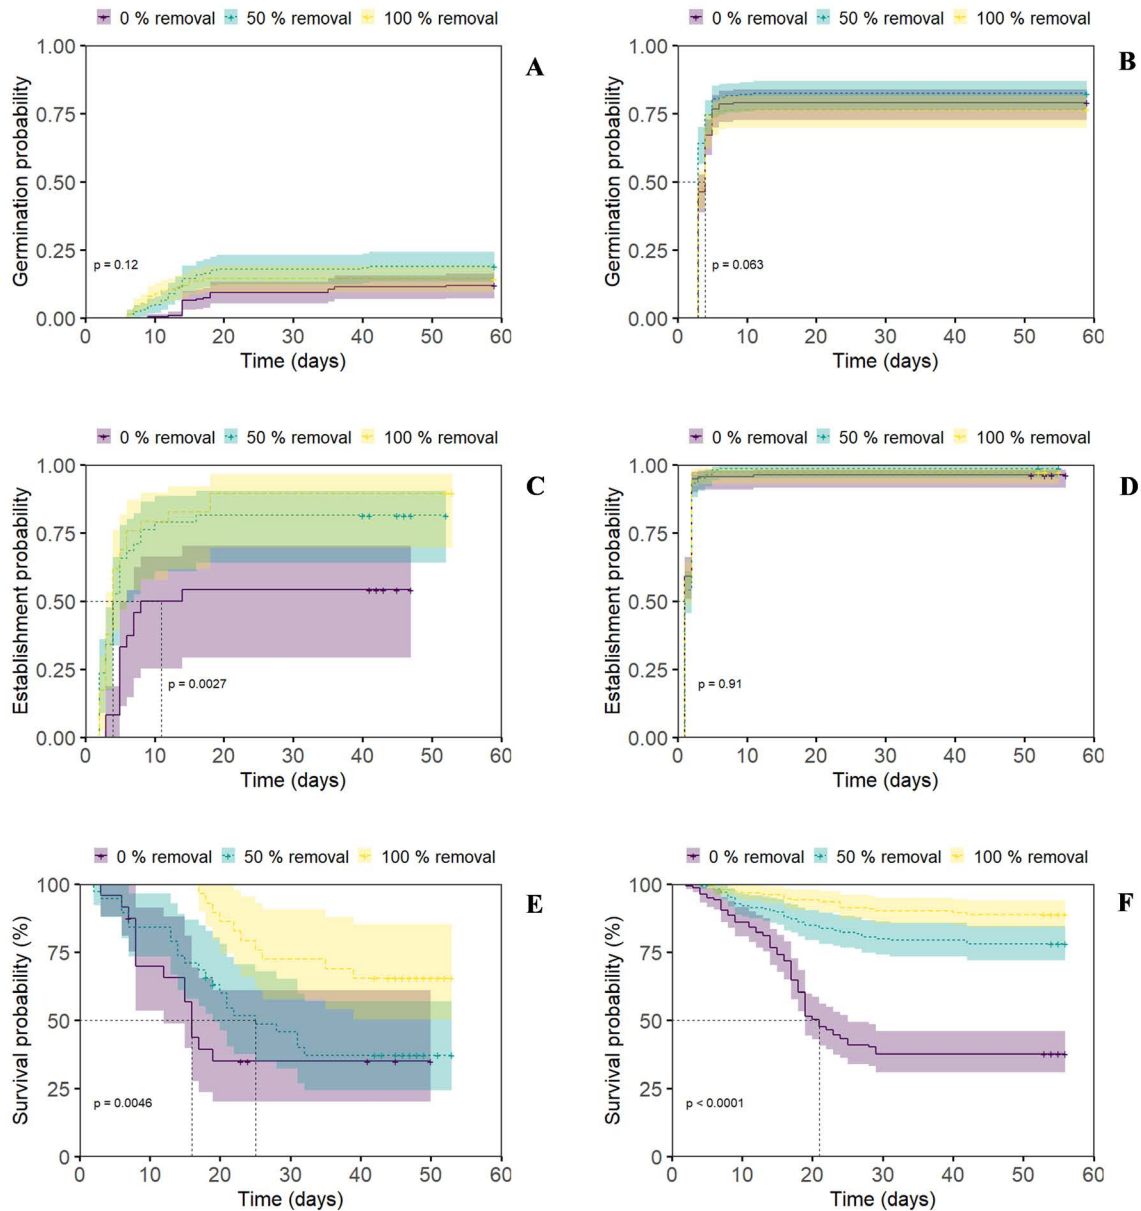 0 % removal 50 % removal 100 % removal
1.00
0.75
0.50
0.25
0.00
Germination probability
p = 0.12
A
0 10 20 30 40 50 60
Time (days)
0 % removal 50 % removal 100 % removal
1.00
0.75
0.50
0.25
0.00
Germination probability
p = 0.063
B
0 10 20 30 40 50 60
Time (days)
0 % removal 50 % removal 100 % removal
1.00
0.75
0.50
0.25
0.00
Establishment probability
p = 0.0027
C
0 10 20 30 40 50 60
Time (days)
0 % removal 50 % removal 100 % removal
1.00
0.75
0.50
0.25
0.00
Establishment probability
p = 0.91
D
0 10 20 30 40 50 60
Time (days)
0 % removal 50 % removal 100 % removal
100
75
50
25
0
Survival probability (%)
p = 0.0046
E
0 10 20 30 40 50 60
Time (days)
0 % removal 50 % removal 100 % removal
100
75
50
25
0
Survival probability (%)
p < 0.0001
F
0 10 20 30 40 50 60
Time (days)